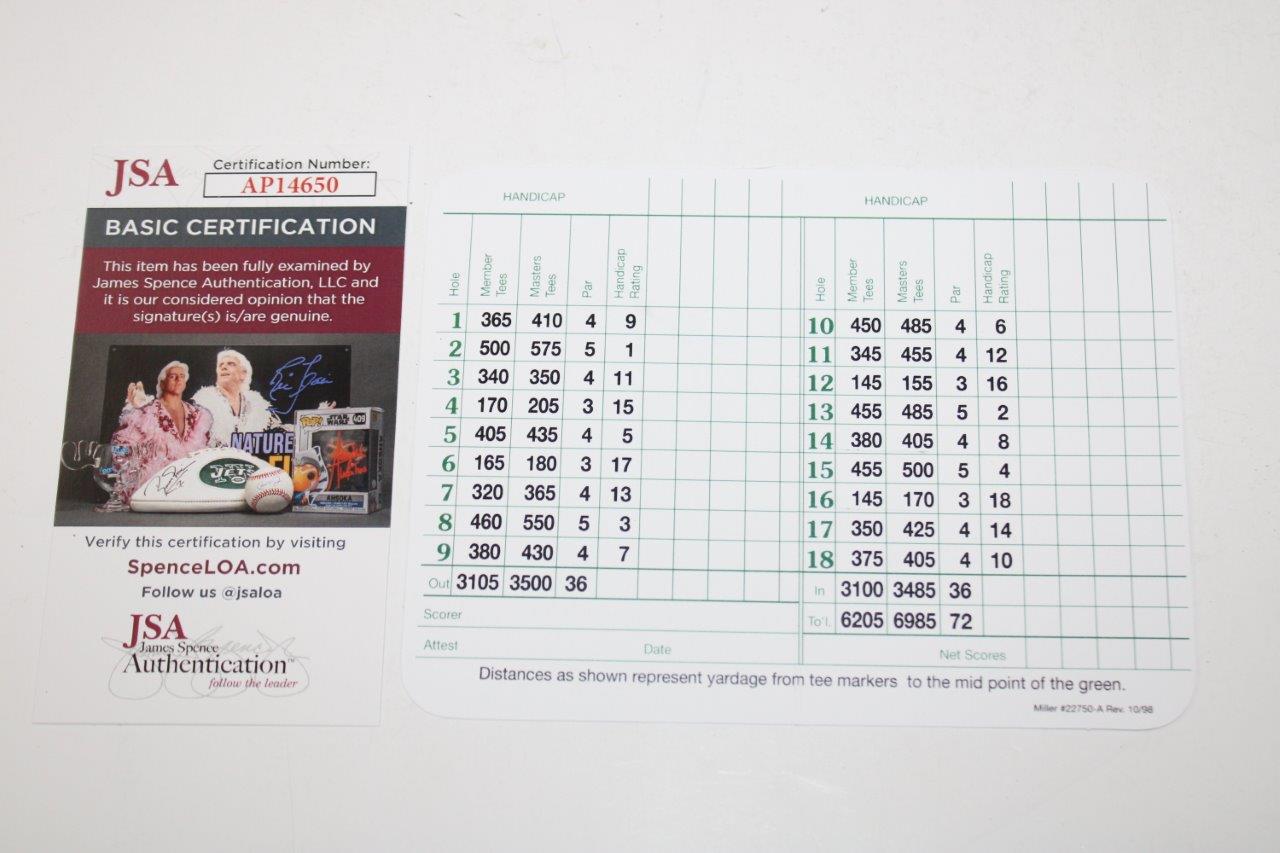 JSA
Certification Number:
AP14650
BASIC CERTIFICATION
This item has been fully examined by
James Spence Authentication, LLC and
it is our considered opinion that the
signature(s) is/are genuine.
NATURE
STAR WARS
409
JETS
AHSOKA
Verify this certification by visiting
SpenceLOA.com
Follow us @jsaloa
JSA
James Spence
Authentication™
follow the leader
HANDICAP
Hole Member Tees Masters Tees Par Handicap Rating
1 365 410 4 9
2 500 575 5 1
3 340 350 4 11
4 170 205 3 15
5 405 435 4 5
6 165 180 3 17
7 320 365 4 13
8 460 550 5 3
9 380 430 4 7
Out 3105 3500 36
Scorer
Attest Date
HANDICAP
Hole Member Tees Masters Tees Par Handicap Rating
10 450 485 4 6
11 345 455 4 12
12 145 155 3 16
13 455 485 5 2
14 380 405 4 8
15 455 500 5 4
16 145 170 3 18
17 350 425 4 14
18 375 405 4 10
In 3100 3485 36
To'l. 6205 6985 72
Net Scores
Distances as shown represent yardage from tee markers to the mid point of the green.
Miller #22750-A Rev. 10/98